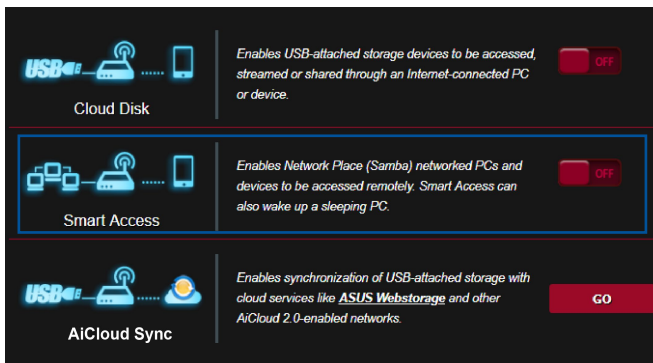 USB
Enables USB-attached storage devices to be accessed,
streamed or shared through an Internet-connected PC
or device.
OFF
Cloud Disk
Enables Network Place (Samba) networked PCs and
devices to be accessed remotely. Smart Access can
also wake up a sleeping PC.
OFF
Smart Access
USB
Enables synchronization of USB-attached storage with
cloud services like ASUS Webstorage and other
AiCloud 2.0-enabled networks.
GO
AiCloud Sync